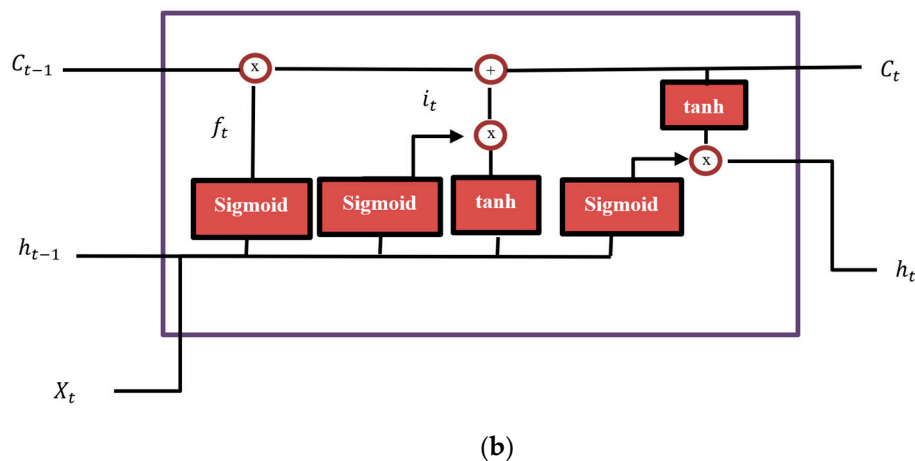 C_{t-1} x + C_t
i_t tanh
f_t x x
Sigmoid Sigmoid tanh Sigmoid
h_{t-1} h_t
X_t
(b)